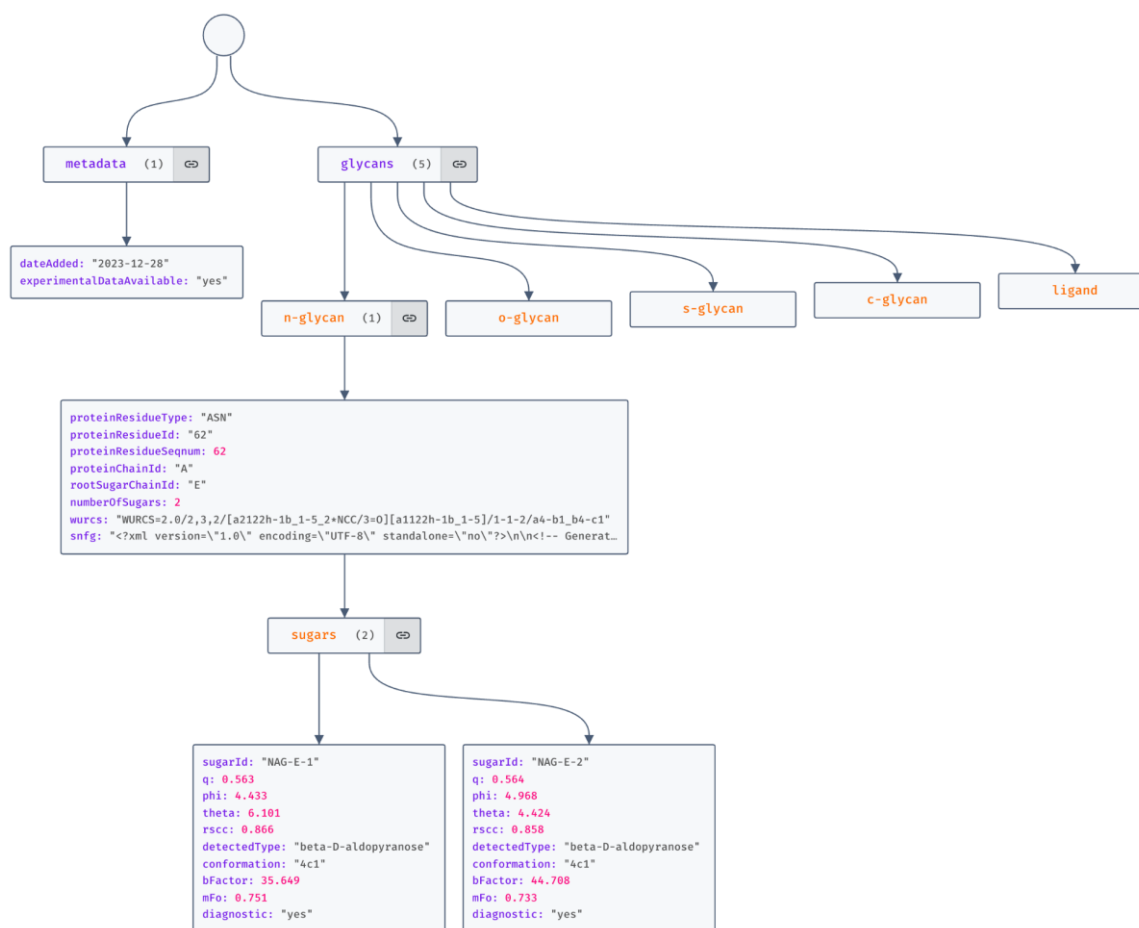 metadata (1)
glycans (5)
dateAdded: "2023-12-28"
experimentalDataAvailable: "yes"
n-glycan (1)
o-glycan
s-glycan
c-glycan
ligand
proteinResidueType: "ASN"
proteinResidueId: "62"
proteinResidueSeqnum: 62
proteinChainId: "A"
rootSugarChainId: "E"
numberOfSugars: 2
wurcs: "WURCS=2.0/2,3,2/[a2122h-1b_1-5_2*NCC/3=O][a1122h-1b_1-5]/1-1-2/a4-b1_b4-c1"
snfg: "<?xml version=\"1.0\" encoding=\"UTF-8\" standalone=\"no\"?>\n\n<!-- Generat…
sugars (2)
sugarId: "NAG-E-1"
q: 0.563
phi: 4.433
theta: 6.101
rscc: 0.866
detectedType: "beta-D-aldopyranose"
conformation: "4c1"
bFactor: 35.649
mFo: 0.751
diagnostic: "yes"
sugarId: "NAG-E-2"
q: 0.564
phi: 4.968
theta: 4.424
rscc: 0.858
detectedType: "beta-D-aldopyranose"
conformation: "4c1"
bFactor: 44.708
mFo: 0.733
diagnostic: "yes"